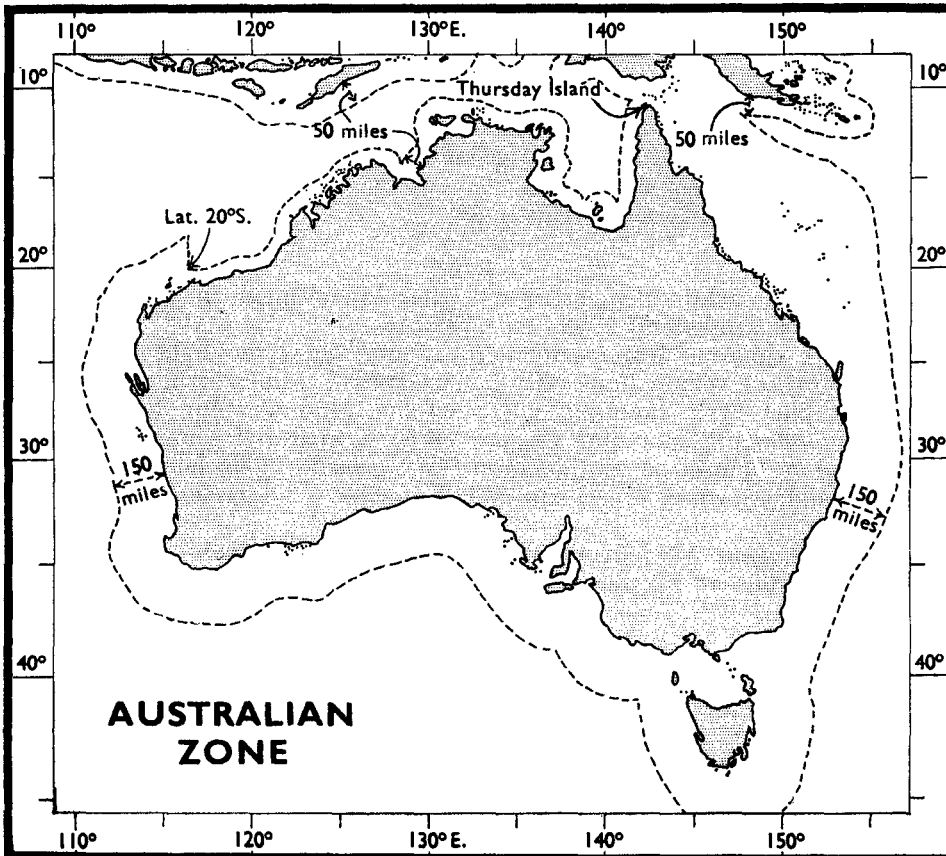 110° 120° 130° E. 140° 150°
10° 10°
Thursday Island
50 miles
50 miles
Lat. 20°S.
20° 20°
30° 30°
150
miles
150
miles
40° 40°
AUSTRALIAN
ZONE
110° 120° 130° E. 140° 150°